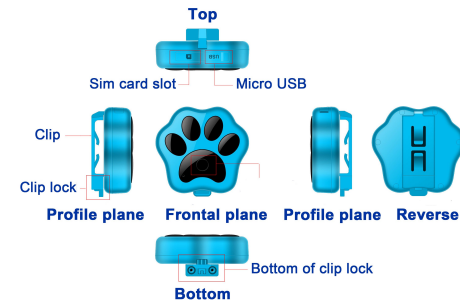 Top
Sim card slot
Micro USB
Clip
Clip lock
Profile plane
Frontal plane
Profile plane
Reverse
Bottom of clip lock
Bottom